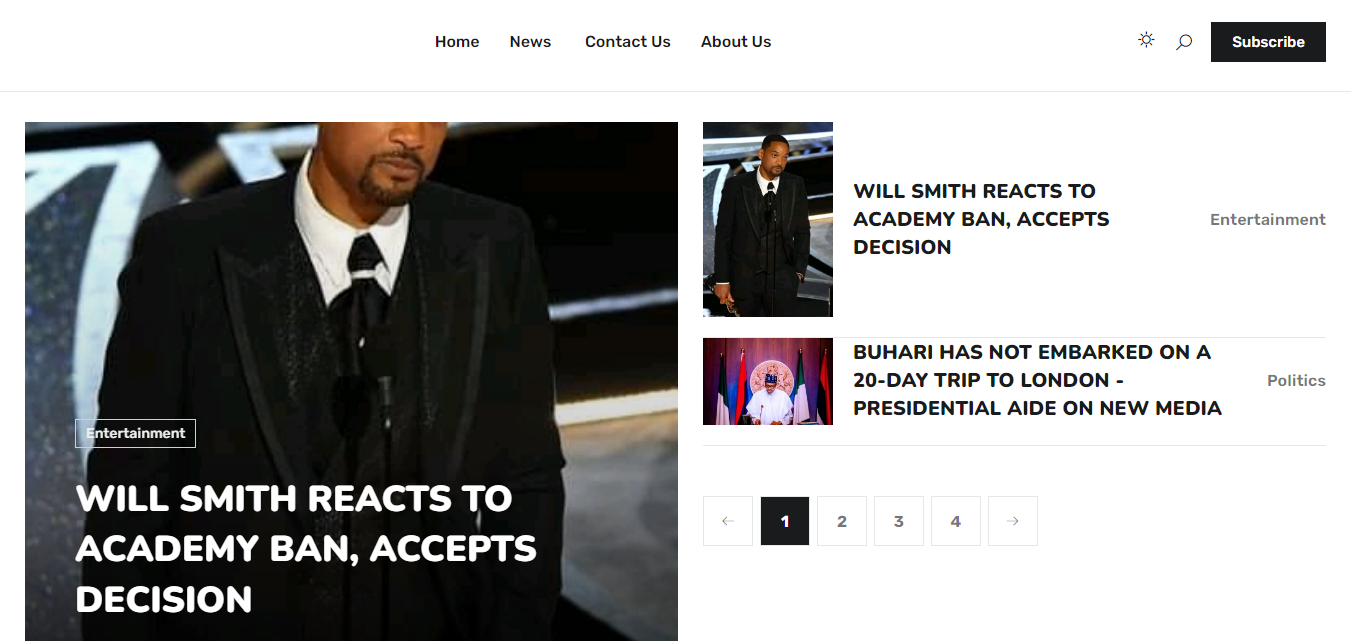 Home News Contact Us About Us Subscribe
Entertainment
WILL SMITH REACTS TO
ACADEMY BAN, ACCEPTS
DECISION
WILL SMITH REACTS TO
ACADEMY BAN, ACCEPTS
DECISION
Entertainment
BUHARI HAS NOT EMBARKED ON A
20-DAY TRIP TO LONDON -
PRESIDENTIAL AIDE ON NEW MEDIA
Politics
1 2 3 4